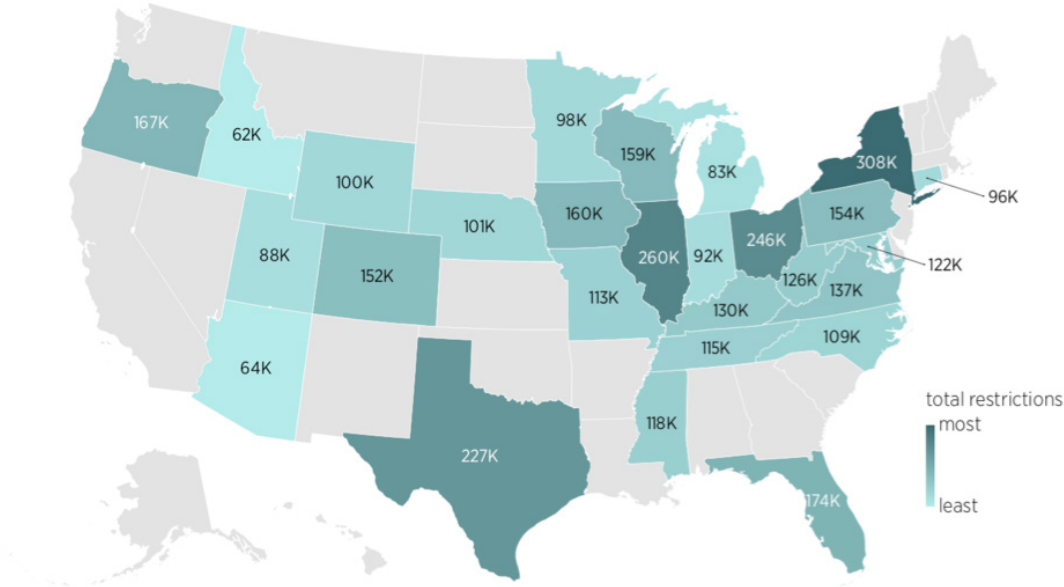 167K
62K
100K
88K
152K
64K
101K
227K
98K
159K
160K
113K
83K
260K
92K
246K
126K
130K
115K
118K
308K
96K
154K
122K
137K
109K
174K
total restrictions
most
least